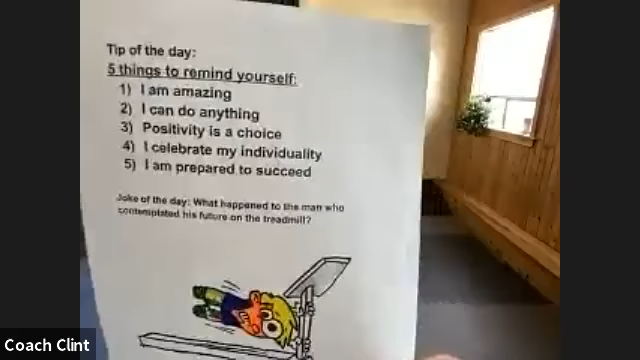 Tip of the day:
5 things to remind yourself:
1) I am amazing
2) I can do anything
3) Positivity is a choice
4) I celebrate my individuality
5) I am prepared to succeed
Joke of the day: What happened to the man who
contemplated his future on the treadmill?
Coach Clint